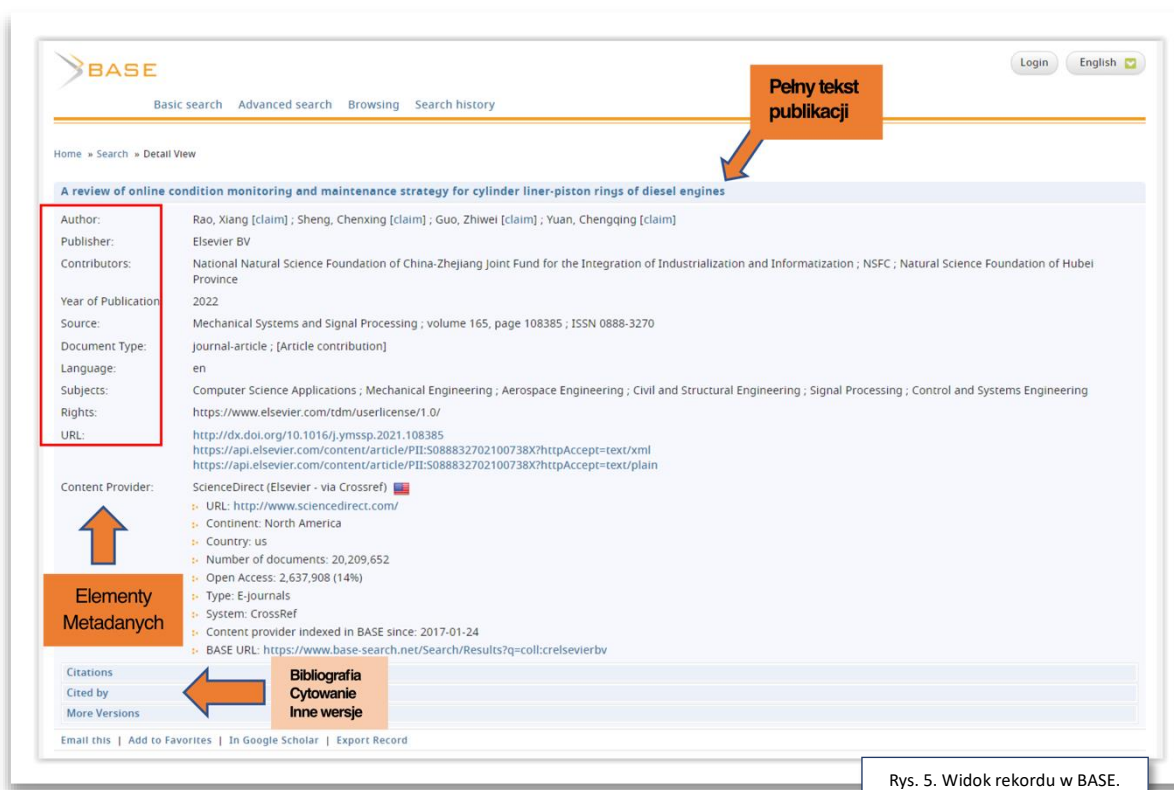 BASE
Login English
Basic search Advanced search Browsing Search history
Pełny tekst
publikacji
Home » Search » Detail View
A review of online condition monitoring and maintenance strategy for cylinder liner-piston rings of diesel engines
Author: Rao, Xiang [claim] ; Sheng, Chenxing [claim] ; Guo, Zhiwei [claim] ; Yuan, Chengqing [claim]
Publisher: Elsevier BV
Contributors: National Natural Science Foundation of China-Zhejiang Joint Fund for the Integration of Industrialization and Informatization ; NSFC ; Natural Science Foundation of Hubei
Province
Year of Publication 2022
Source: Mechanical Systems and Signal Processing ; volume 165, page 108385 ; ISSN 0888-3270
Document Type: journal-article ; [Article contribution]
Language: en
Subjects: Computer Science Applications ; Mechanical Engineering ; Aerospace Engineering ; Civil and Structural Engineering ; Signal Processing ; Control and Systems Engineering
Rights: https://www.elsevier.com/tdm/userlicense/1.0/
URL: http://dx.doi.org/10.1016/j.ymssp.2021.108385
https://api.elsevier.com/content/article/PII:S088832702100738X?httpAccept=text/xml
https://api.elsevier.com/content/article/PII:S088832702100738X?httpAccept=text/plain
Content Provider: ScienceDirect (Elsevier - via Crossref)
URL: http://www.sciencedirect.com/
Continent: North America
Country: us
Number of documents: 20,209,652
Open Access: 2,637,908 (14%)
Type: E-journals
System: CrossRef
Content provider indexed in BASE since: 2017-01-24
BASE URL: https://www.base-search.net/Search/Results?q=coll:crelsevierbv
Elementy
Metadanych
Citations
Cited by
More Versions
Bibliografia
Cytowanie
Inne wersje
Email this | Add to Favorites | In Google Scholar | Export Record
Rys. 5. Widok rekordu w BASE.